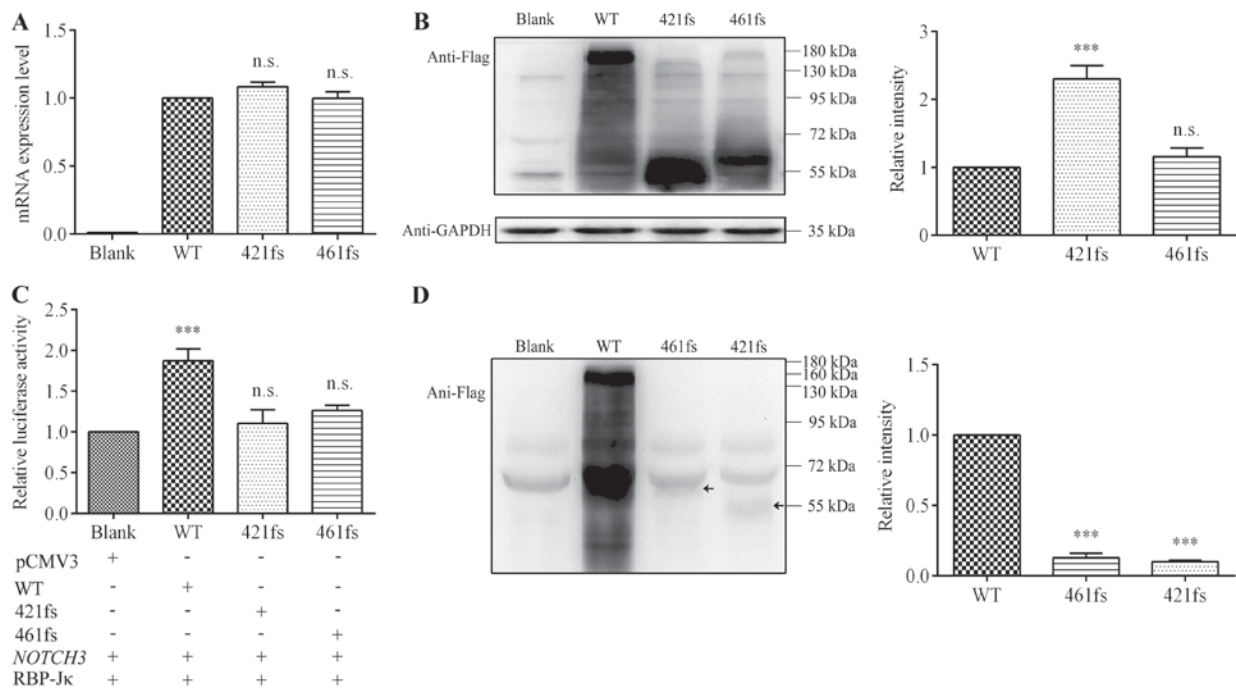 A
mRNA expression level
1.5
1.0
0.5
0.0
n.s.
n.s.
Blank WT 421fs 461fs
B
Blank WT 421fs 461fs
Anti-Flag
180 kDa
130 kDa
95 kDa
72 kDa
55 kDa
Anti-GAPDH
35 kDa
Relative intensity
3
2
1
0
***
n.s.
WT 421fs 461fs
C
Relative luciferase activity
2.5
2.0
1.5
1.0
0.5
0.0
***
n.s.
n.s.
Blank WT 421fs 461fs
pCMV3 + - - -
WT - + - -
421fs - - + -
461fs - - - +
NOTCH3 + + + +
RBP-Jκ + + + +
D
Blank WT 461fs 421fs
Ani-Flag
180 kDa
160 kDa
130 kDa
95 kDa
72 kDa
55 kDa
Relative intensity
1.5
1.0
0.5
0.0
***
***
WT 461fs 421fs